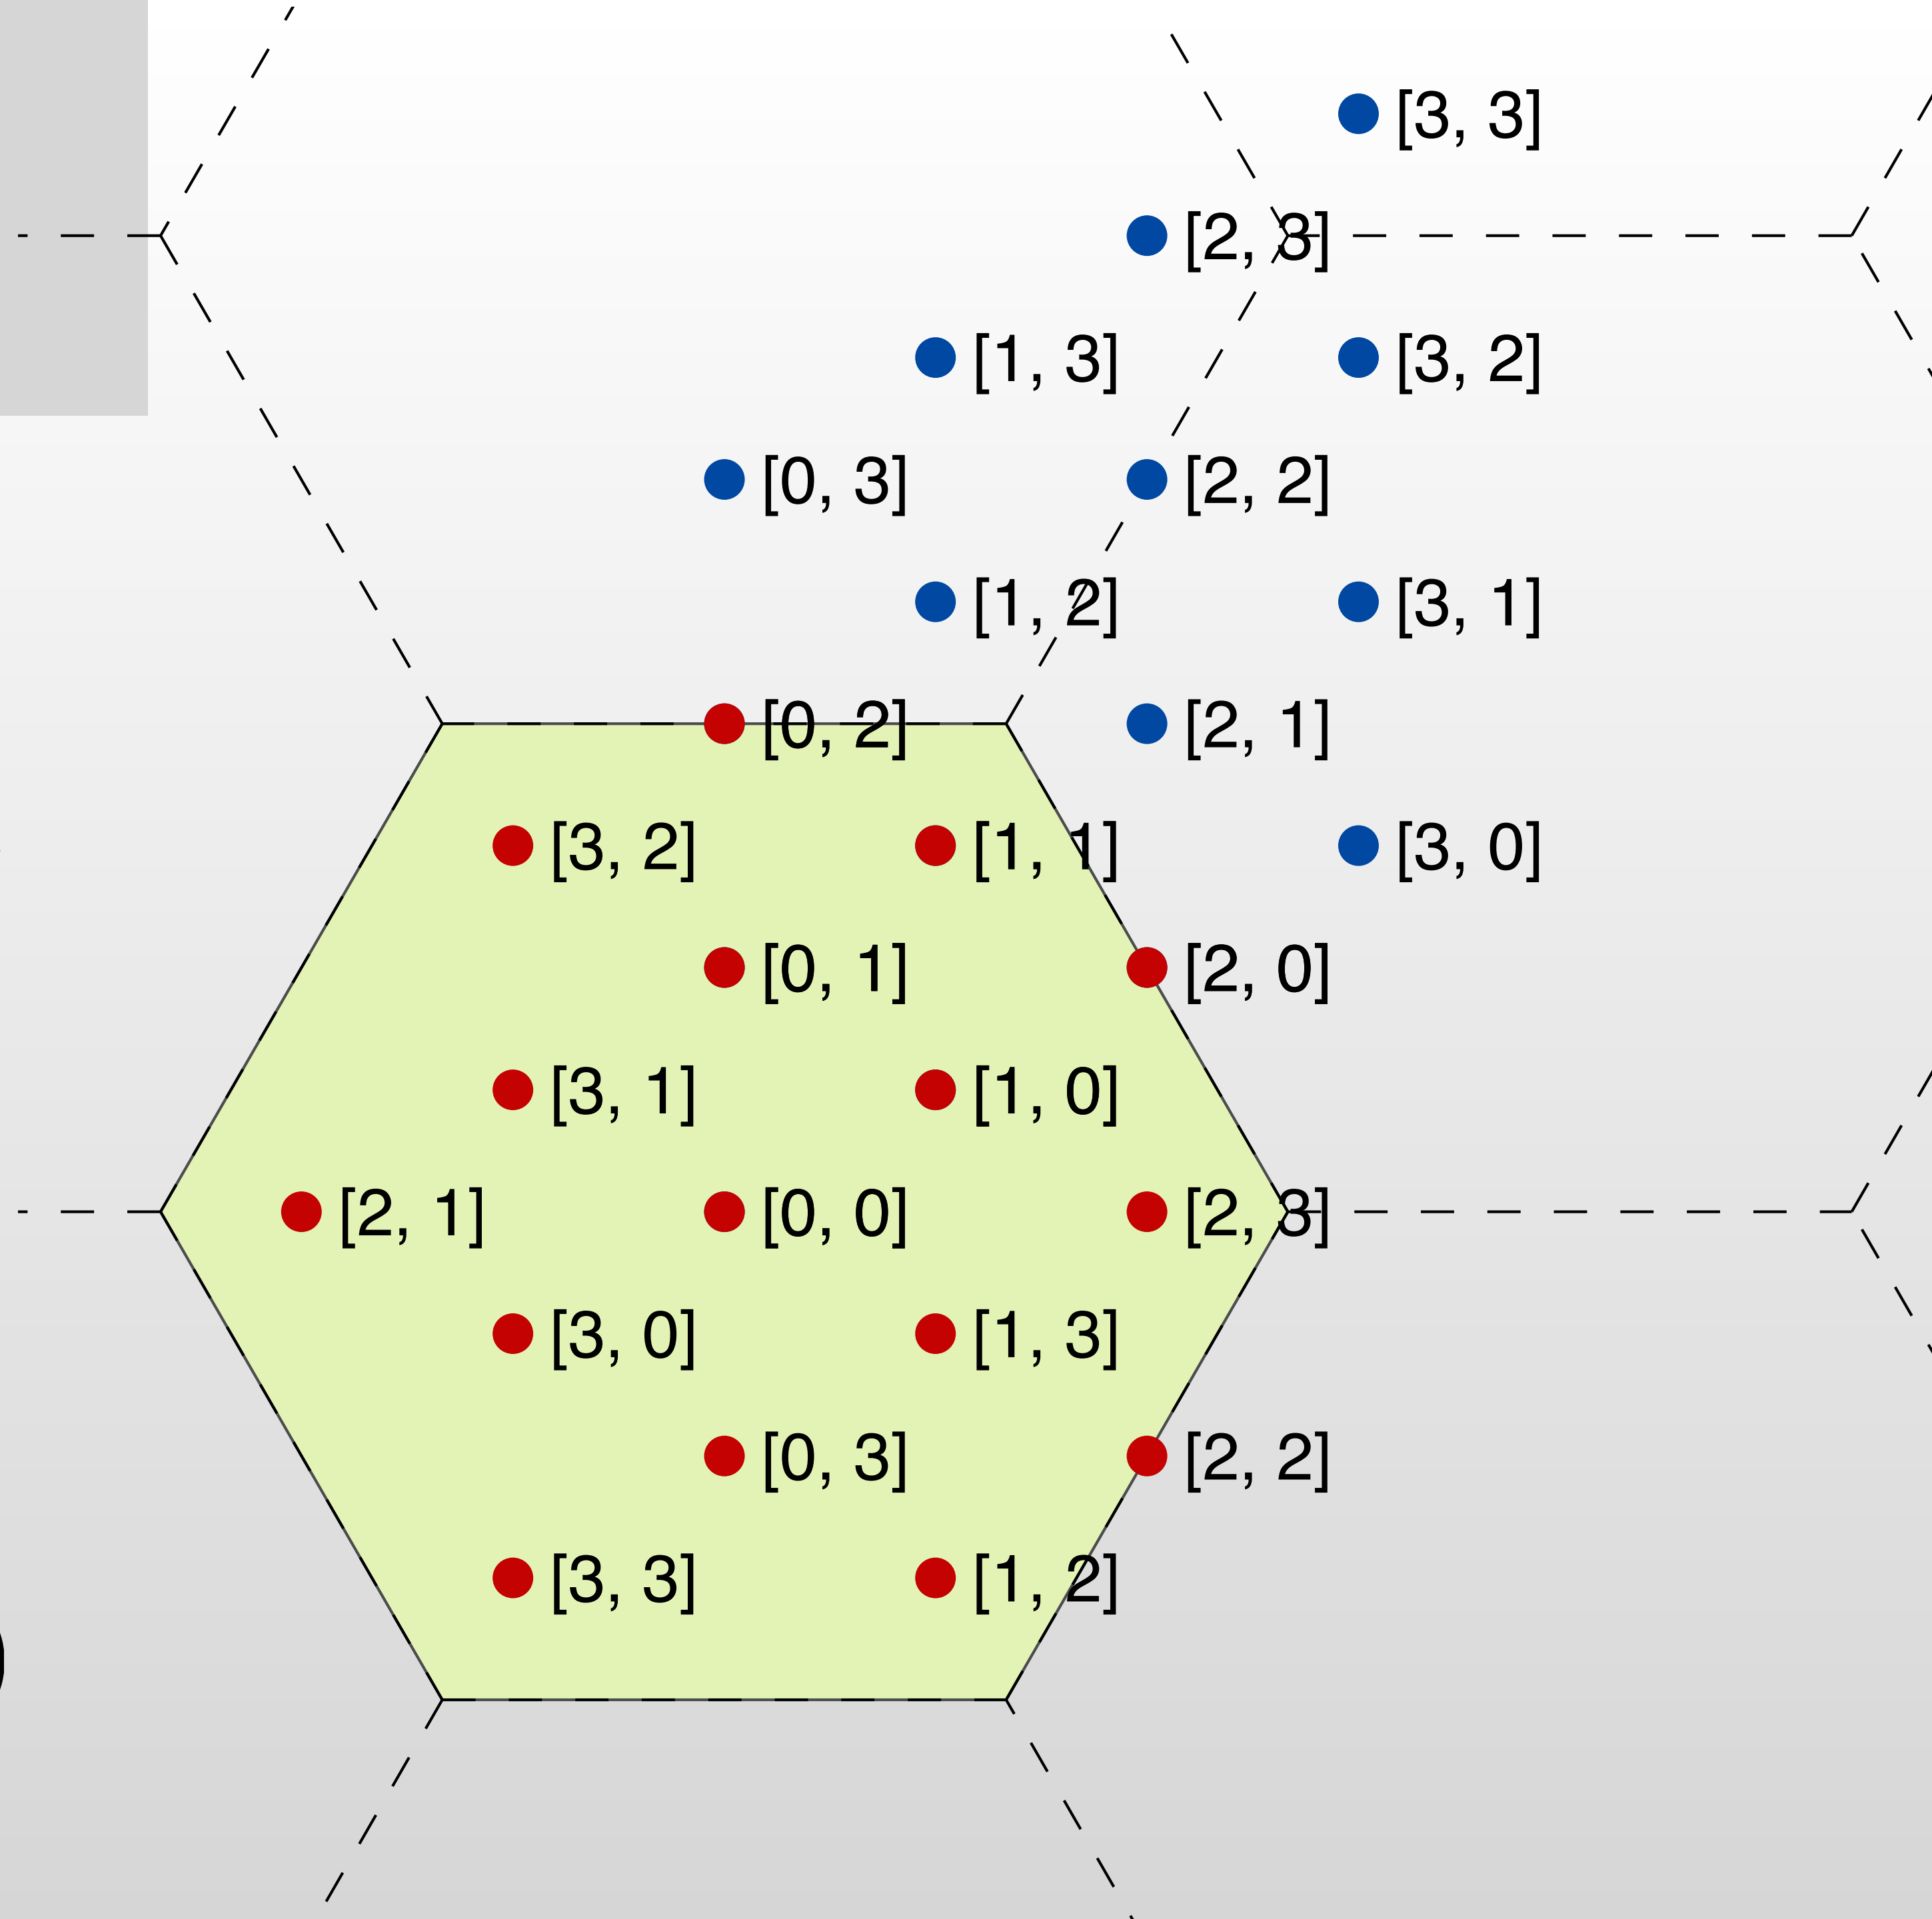 [3, 3]
[2, 3]
[1, 3] [3, 2]
[0, 3] [2, 2]
[1, 2] [3, 1]
[0, 2] [2, 1]
[3, 2] [1, 1] [3, 0]
[0, 1] [2, 0]
[3, 1] [1, 0]
[2, 1] [0, 0] [2, 3]
[3, 0] [1, 3]
[0, 3] [2, 2]
[3, 3] [1, 2]